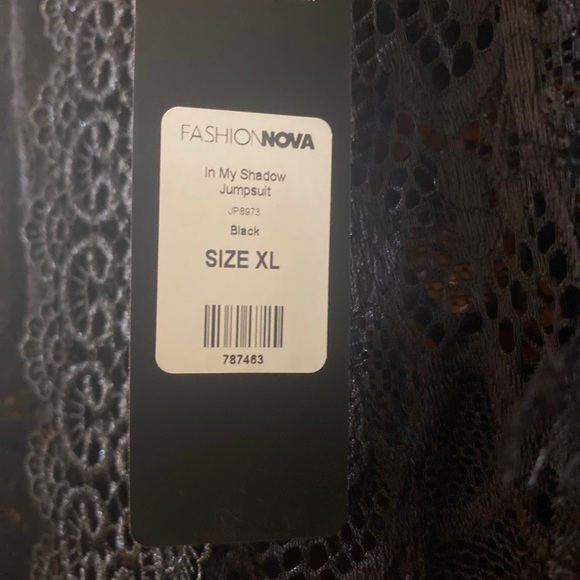 FASHIONNOVA
In My Shadow
Jumpsuit
JP8973
Black
SIZE XL
787463